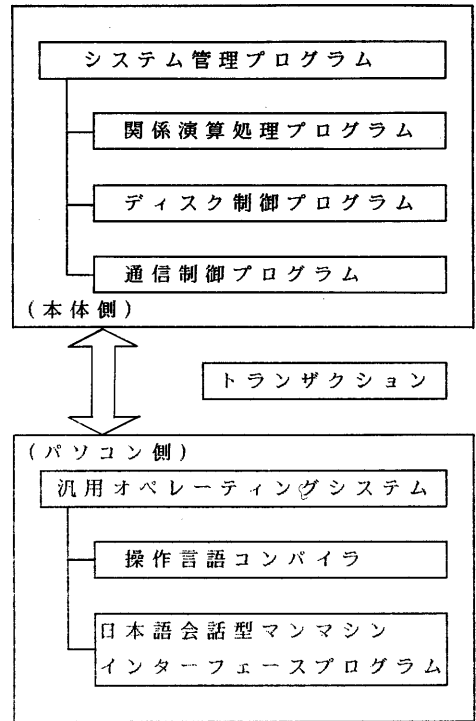 システム管理プログラム
関係演算処理プログラム
ディスク制御プログラム
通信制御プログラム
(本体側)
トランザクション
(パソコン側)
汎用オペレーティングシステム
操作言語コンパイラ
日本語会話型マンマシン
インターフェースプログラム